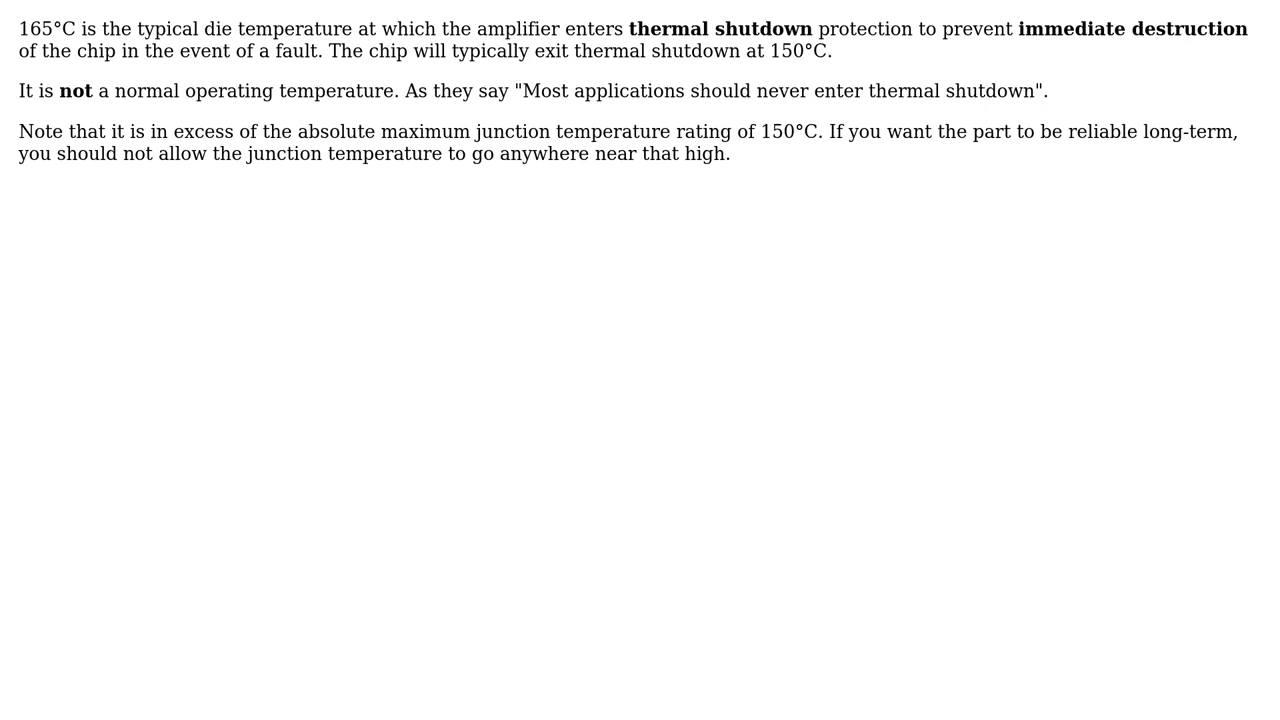 165°C is the typical die temperature at which the amplifier enters thermal shutdown protection to prevent immediate destruction
of the chip in the event of a fault. The chip will typically exit thermal shutdown at 150°C.
It is not a normal operating temperature. As they say "Most applications should never enter thermal shutdown".
Note that it is in excess of the absolute maximum junction temperature rating of 150°C. If you want the part to be reliable long-term,
you should not allow the junction temperature to go anywhere near that high.